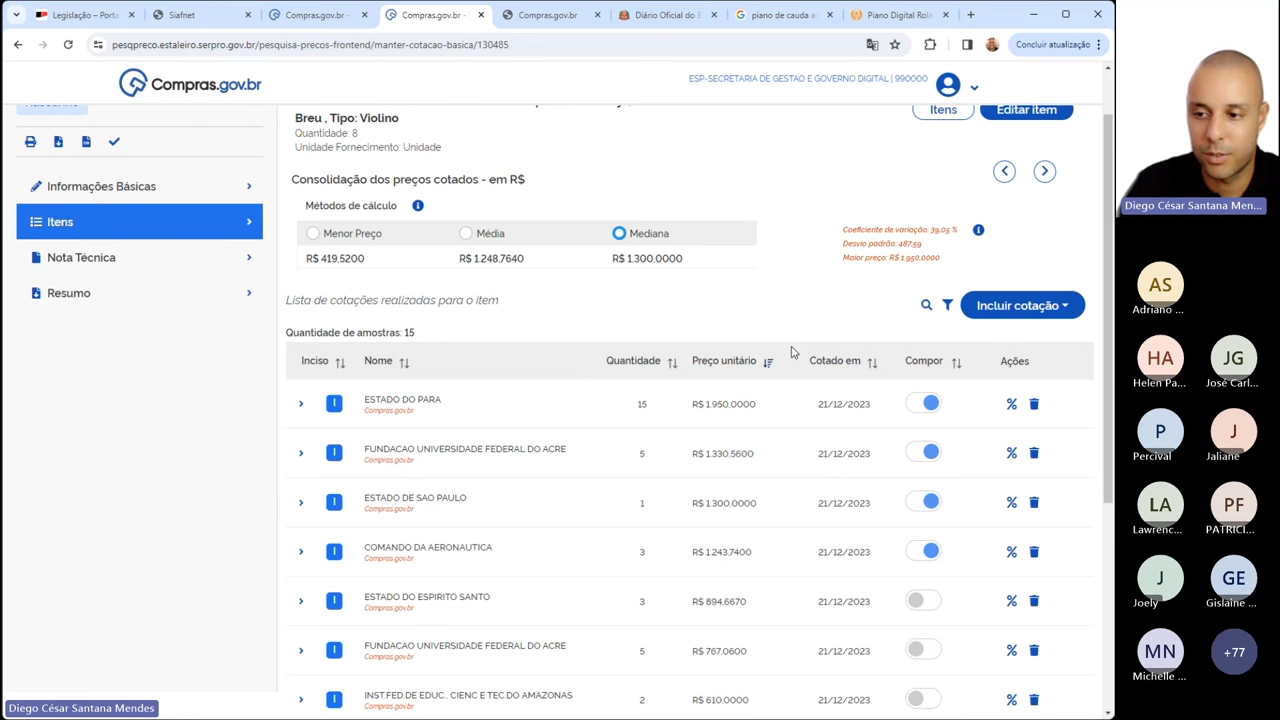 Legislação – Porta
Siafnet
Compras.gov.br -
Compras.gov.br -
Compras.gov.br
Diário Oficial do E
piano de cauda ac
Piano Digital Rola
pesqpreco.estaleiro.serpro.gov.br/pesquisa-precos-frontend/manter-cotacao-basica/130485
Concluir atualização
Compras.gov.br
ESP-SECRETARIA DE GESTAO E GOVERNO DIGITAL | 990000
Breu , Tipo: Violino
Quantidade: 8
Unidade Fornecimento: Unidade
Itens
Editar item
Informações Básicas
Itens
Nota Técnica
Resumo
Consolidação dos preços cotados - em R$
Métodos de cálculo
Menor Preço Média Mediana
R$ 419,5200 R$ 1.248,7640 R$ 1.300,0000
Coeficiente de variação: 39,05 %
Desvio padrão: 487,59
Maior preço: R$ 1.950,0000
Lista de cotações realizadas para o item
Incluir cotação
Quantidade de amostras: 15
Inciso Nome Quantidade Preço unitário Cotado em Compor Ações
I ESTADO DO PARA 15 R$ 1.950,0000 21/12/2023 %
Compras.gov.br
I FUNDACAO UNIVERSIDADE FEDERAL DO ACRE 5 R$ 1.330,5600 21/12/2023 %
Compras.gov.br
I ESTADO DE SAO PAULO 1 R$ 1.300,0000 21/12/2023 %
Compras.gov.br
I COMANDO DA AERONAUTICA 3 R$ 1.243,7400 21/12/2023 %
Compras.gov.br
I ESTADO DO ESPIRITO SANTO 3 R$ 894,6670 21/12/2023 %
Compras.gov.br
I FUNDACAO UNIVERSIDADE FEDERAL DO ACRE 5 R$ 767,0600 21/12/2023 %
Compras.gov.br
I INST.FED.DE EDUC., CIENC E TEC.DO AMAZONAS 2 R$ 610,0000 21/12/2023 %
Compras.gov.br
Diego César Santana Mendes
Diego César Santana Men...
AS
Adriano ...
HA JG
Helen Pa... José Carl...
P J
Percival Jaliane
LA PF
Lawrenc... PATRICI...
J GE
Joely Gislaine ...
MN +77
Michelle ...